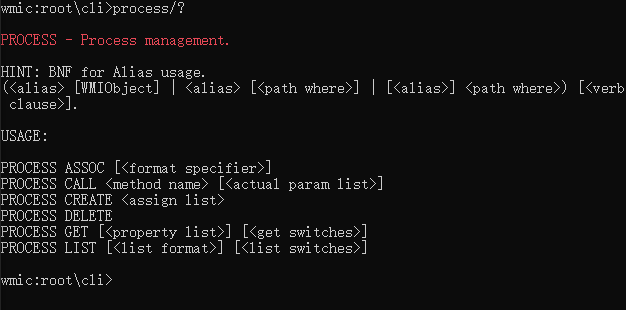 wmic:root\cli>process/?
PROCESS - Process management.
HINT: BNF for Alias usage.
(<alias> [WMIObject] | <alias> [<path where>] | [<alias>] <path where>) [<verb
 clause>].
USAGE:
PROCESS ASSOC [<format specifier>]
PROCESS CALL <method name> [<actual param list>]
PROCESS CREATE <assign list>
PROCESS DELETE
PROCESS GET [<property list>] [<get switches>]
PROCESS LIST [<list format>] [<list switches>]
wmic:root\cli>